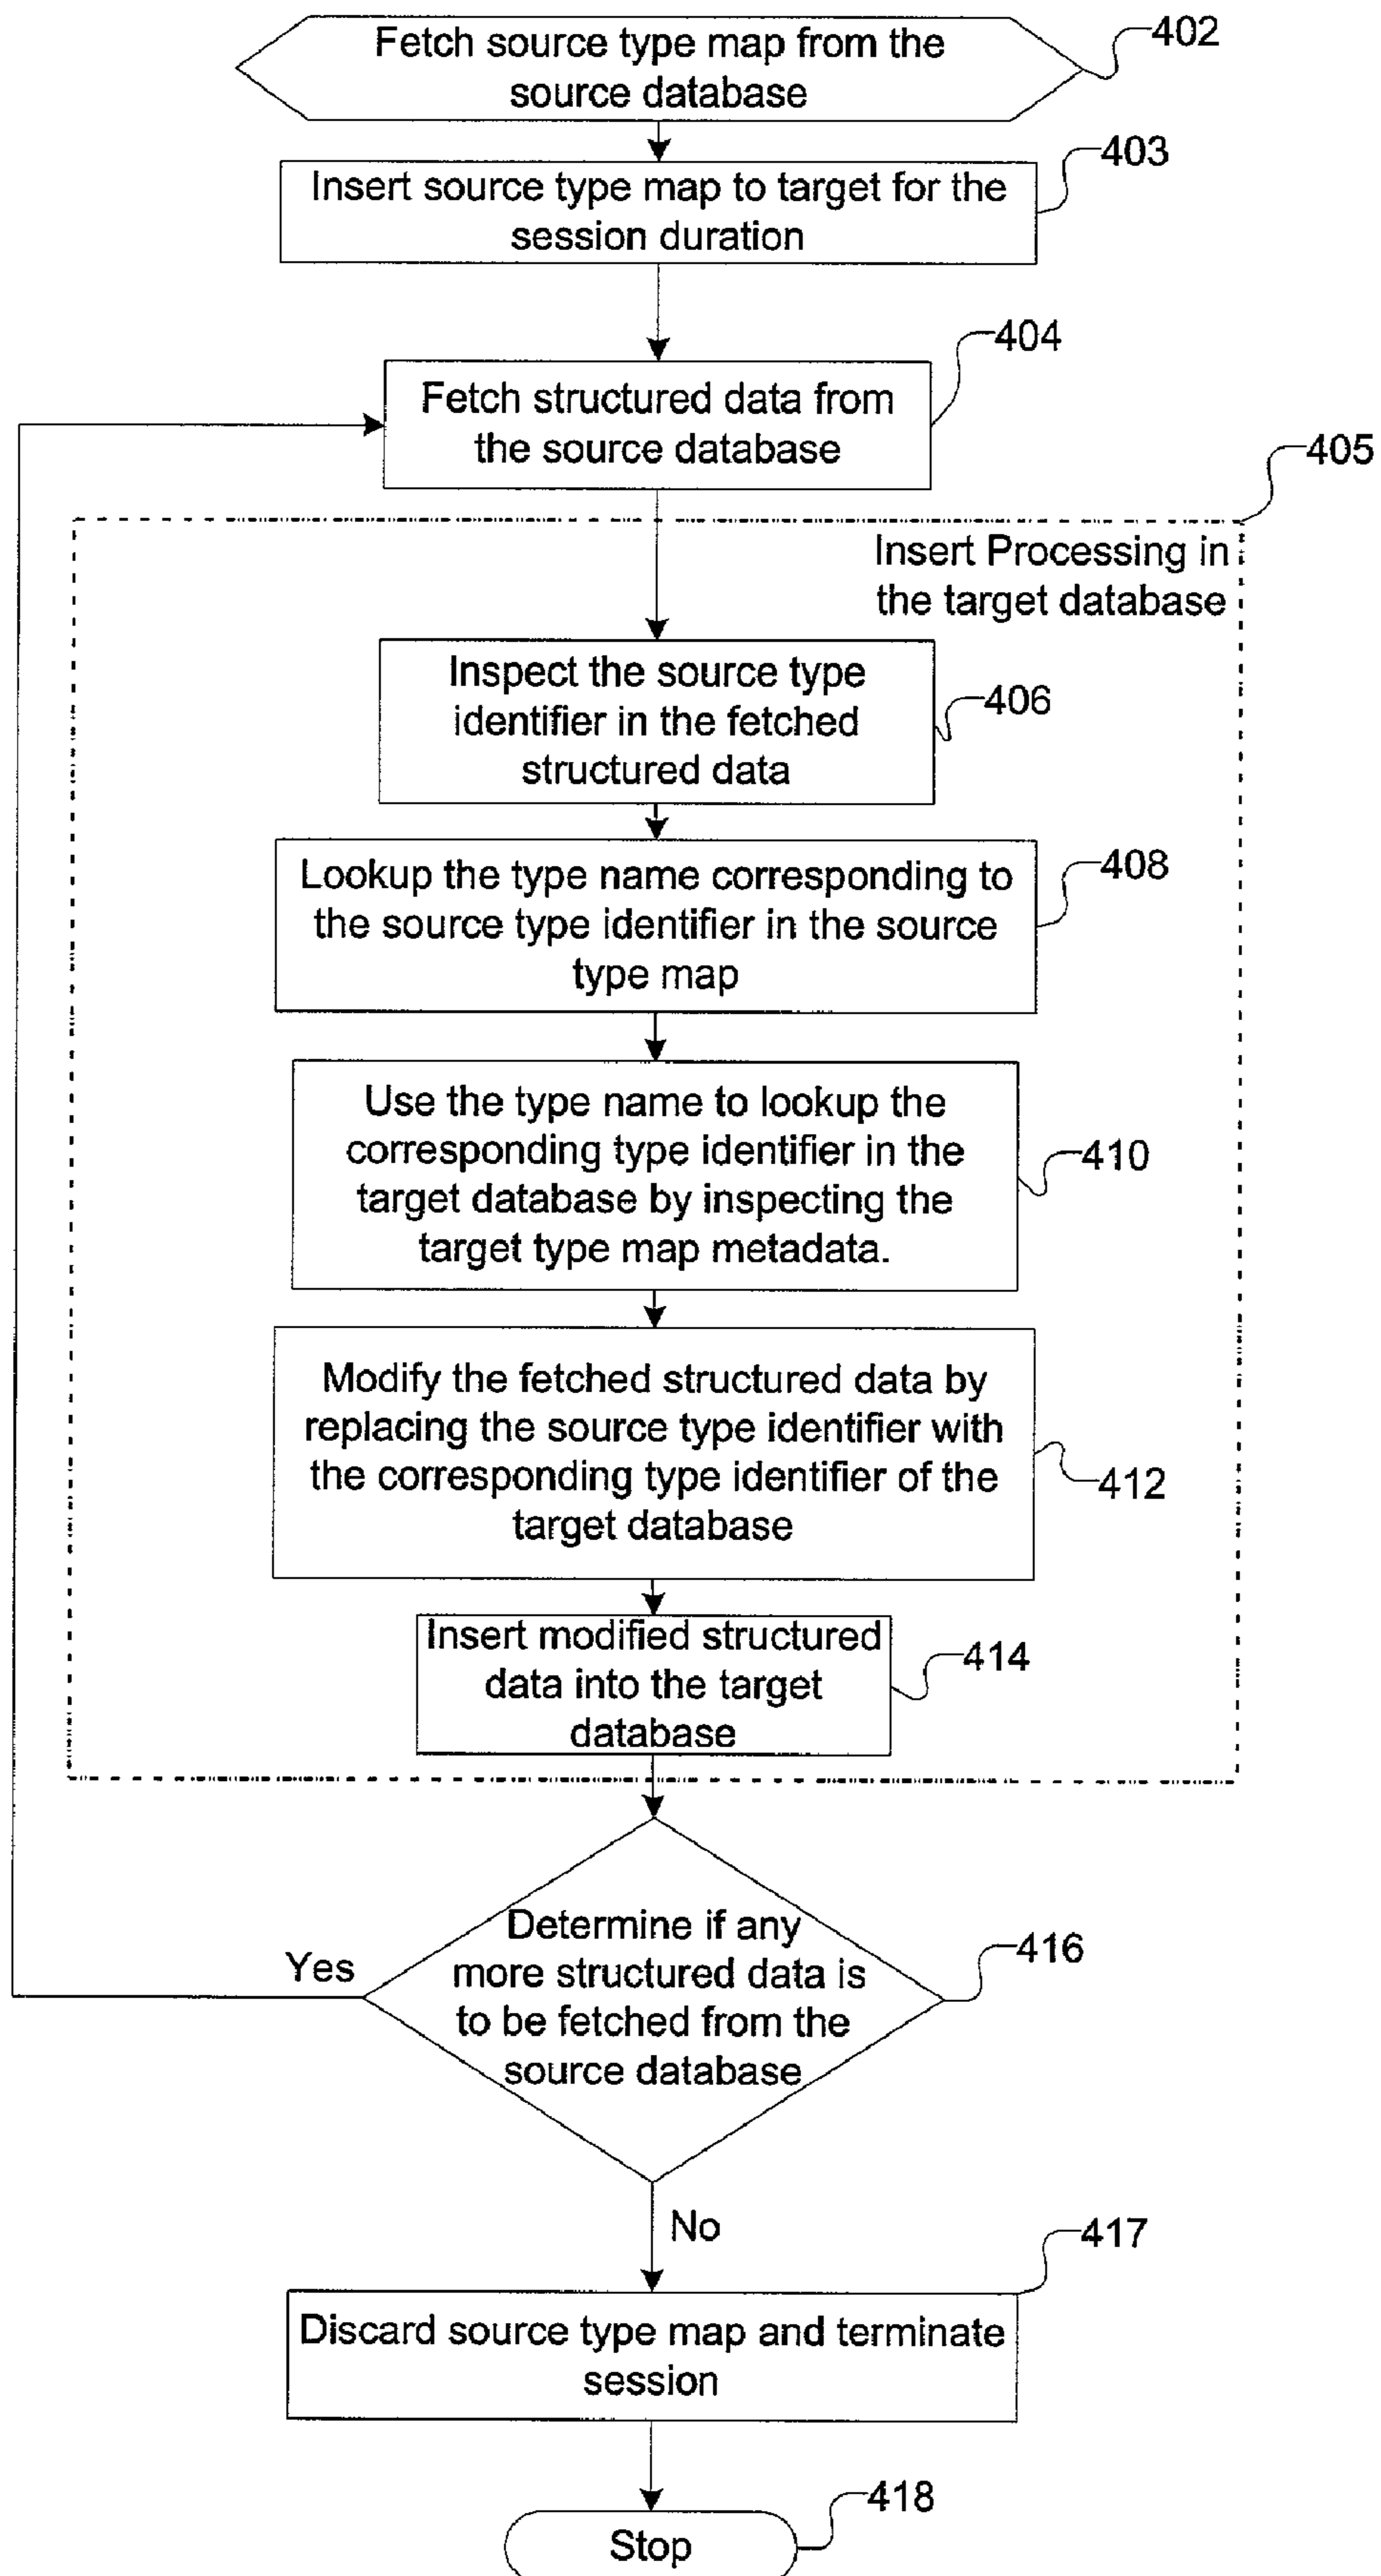 Fetch source type map from the
source database
402
Insert source type map to target for the
session duration
403
Fetch structured data from
the source database
404
405
Insert Processing in
the target database
Inspect the source type
identifier in the fetched
structured data
406
Lookup the type name corresponding to
the source type identifier in the source
type map
408
Use the type name to lookup the
corresponding type identifier in the
target database by inspecting the
target type map metadata.
410
Modify the fetched structured data by
replacing the source type identifier with
the corresponding type identifier of the
target database
412
Insert modified structured
data into the target
database
414
Determine if any
more structured data is
to be fetched from the
source database
416
Yes
No
Discard source type map and terminate
session
417
Stop
418